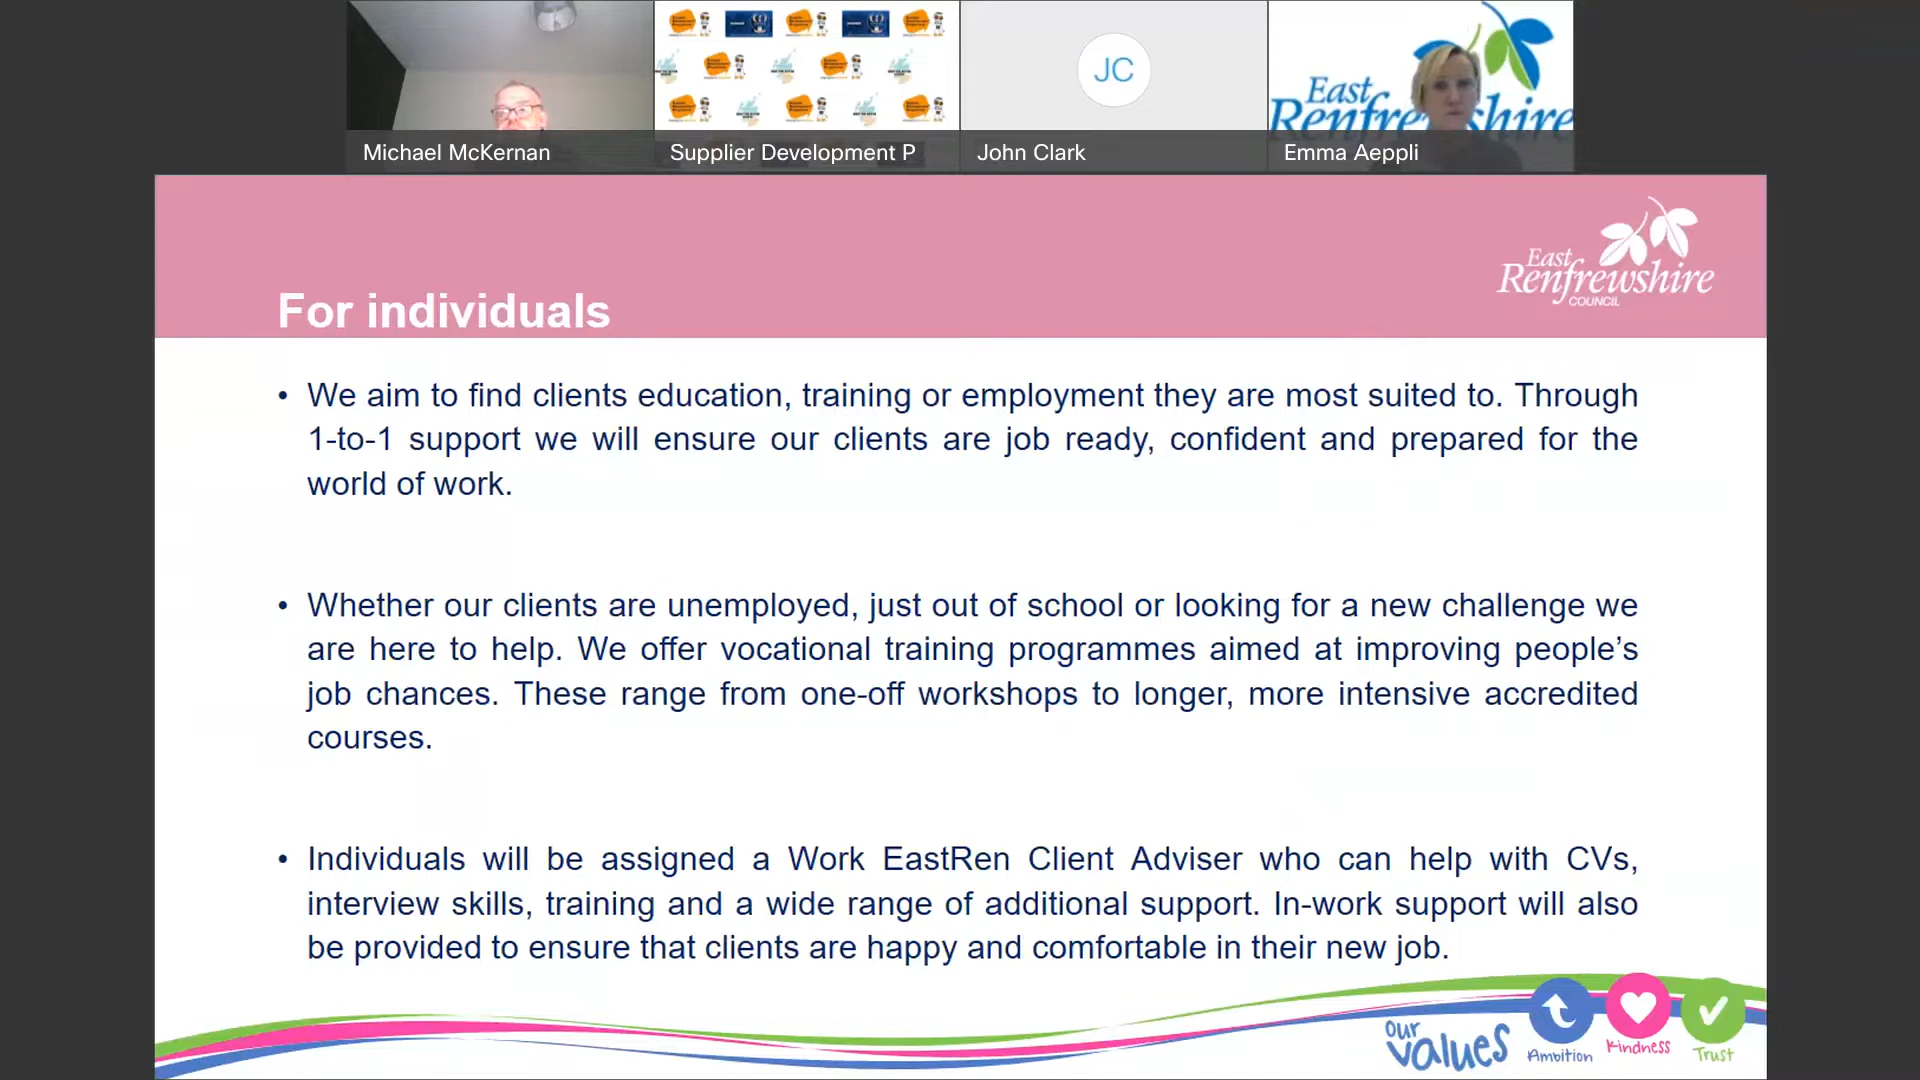 Michael McKernan
Supplier Development P
JC
John Clark
East
Renfrewshire
Emma Aeppli
East
Renfrewshire
COUNCIL
For individuals
• We aim to find clients education, training or employment they are most suited to. Through
1-to-1 support we will ensure our clients are job ready, confident and prepared for the
world of work.
• Whether our clients are unemployed, just out of school or looking for a new challenge we
are here to help. We offer vocational training programmes aimed at improving people’s
job chances. These range from one-off workshops to longer, more intensive accredited
courses.
• Individuals will be assigned a Work EastRen Client Adviser who can help with CVs,
interview skills, training and a wide range of additional support. In-work support will also
be provided to ensure that clients are happy and comfortable in their new job.
our
values
Ambition
Kindness
Trust